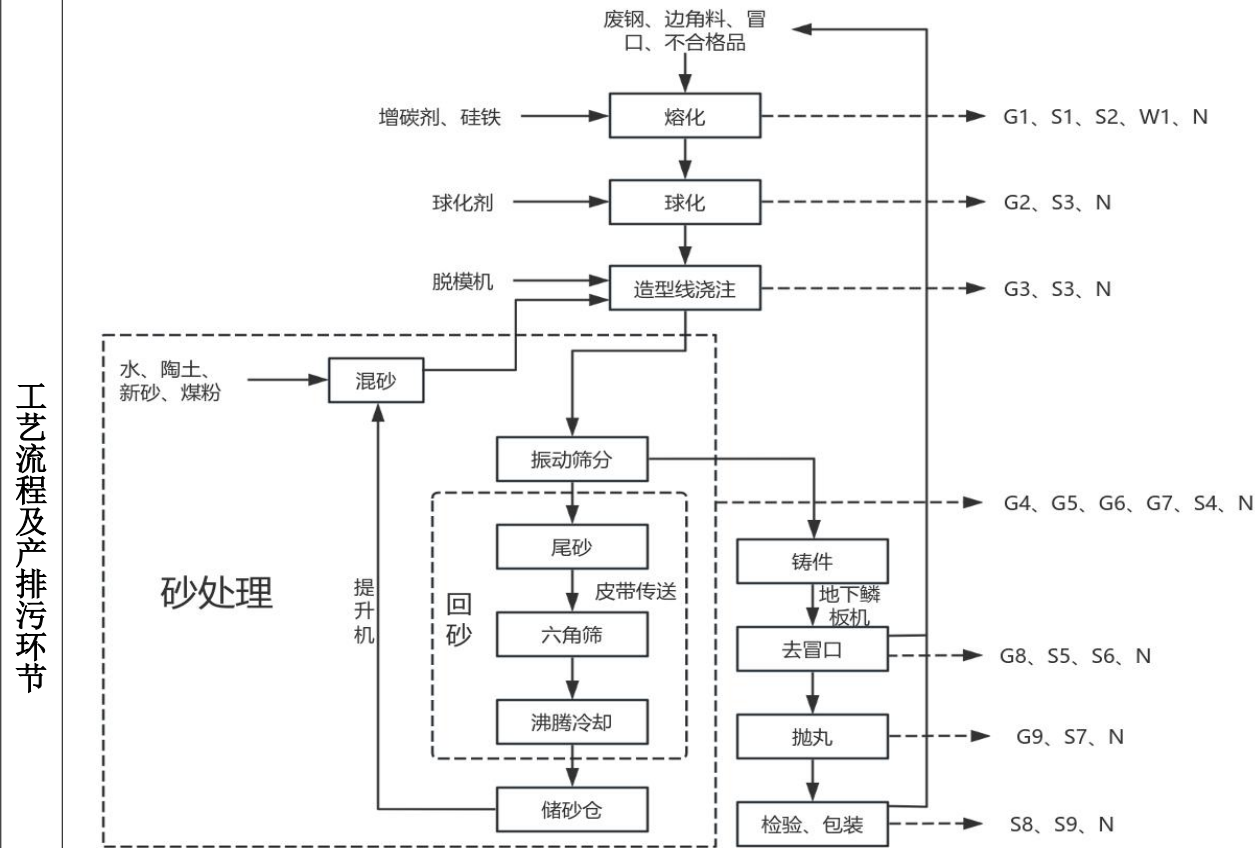 工艺流程及产排污环节
废钢、边角料、冒
口、不合格品
增碳剂、硅铁
熔化
G1、S1、S2、W1、N
球化剂
球化
G2、S3、N
脱模机
造型线浇注
G3、S3、N
水、陶土、
新砂、煤粉
混砂
振动筛分
G4、G5、G6、G7、S4、N
尾砂
铸件
皮带传送
地下鳞
板机
砂处理
提升机
回砂
六角筛
去冒口
G8、S5、S6、N
沸腾冷却
抛丸
G9、S7、N
储砂仓
检验、包装
S8、S9、N